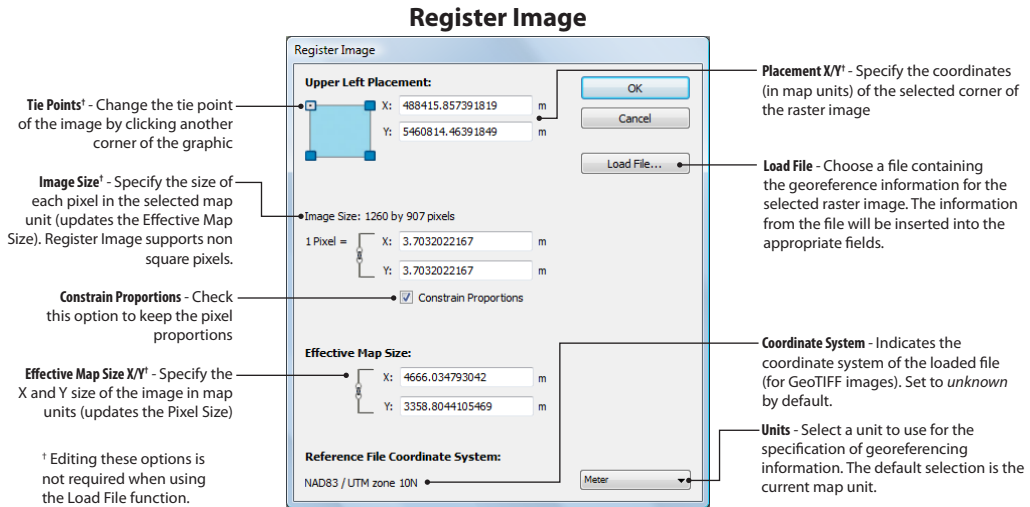 Register Image
Register Image
Upper Left Placement:
X: 488415.857391819 m
Y: 5460814.46391849 m
OK
Cancel
Load File...
Image Size: 1260 by 907 pixels
1 Pixel =
X: 3.7032022167 m
Y: 3.7032022167 m
Constrain Proportions
Effective Map Size:
X: 4666.034793042 m
Y: 3358.8044105469 m
Reference File Coordinate System:
NAD83 / UTM zone 10N
Meter
Tie Points† - Change the tie point
of the image by clicking another
corner of the graphic
Image Size† - Specify the size of
each pixel in the selected map
unit (updates the Effective Map
Size). Register Image supports non
square pixels.
Constrain Proportions - Check
this option to keep the pixel
proportions
Effective Map Size X/Y† - Specify the
X and Y size of the image in map
units (updates the Pixel Size)
† Editing these options is
not required when using
the Load File function.
Placement X/Y† - Specify the coordinates
(in map units) of the selected corner of
the raster image
Load File - Choose a file containing
the georeference information for the
selected raster image. The information
from the file will be inserted into the
appropriate fields.
Coordinate System - Indicates the
coordinate system of the loaded file
(for GeoTIFF images). Set to unknown
by default.
Units - Select a unit to use for the
specification of georeferencing
information. The default selection is the
current map unit.